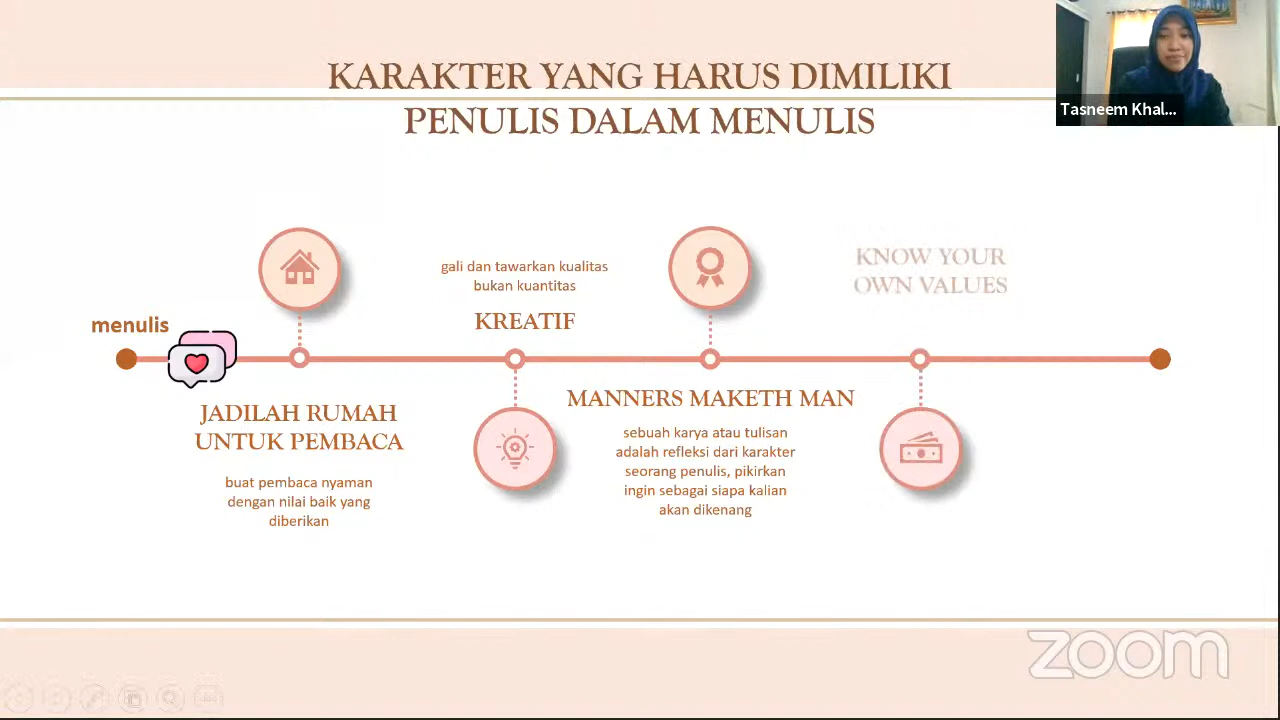 KARAKTER YANG HARUS DIMILIKI
PENULIS DALAM MENULIS
Tasneem Khal...
menulis
JADILAH RUMAH
UNTUK PEMBACA
buat pembaca nyaman
dengan nilai baik yang
diberikan
gali dan tawarkan kualitas
bukan kuantitas
KREATIF
MANNERS MAKETH MAN
sebuah karya atau tulisan
adalah refleksi dari karakter
seorang penulis, pikirkan
ingin sebagai siapa kalian
akan dikenang
KNOW YOUR
OWN VALUES
zoom